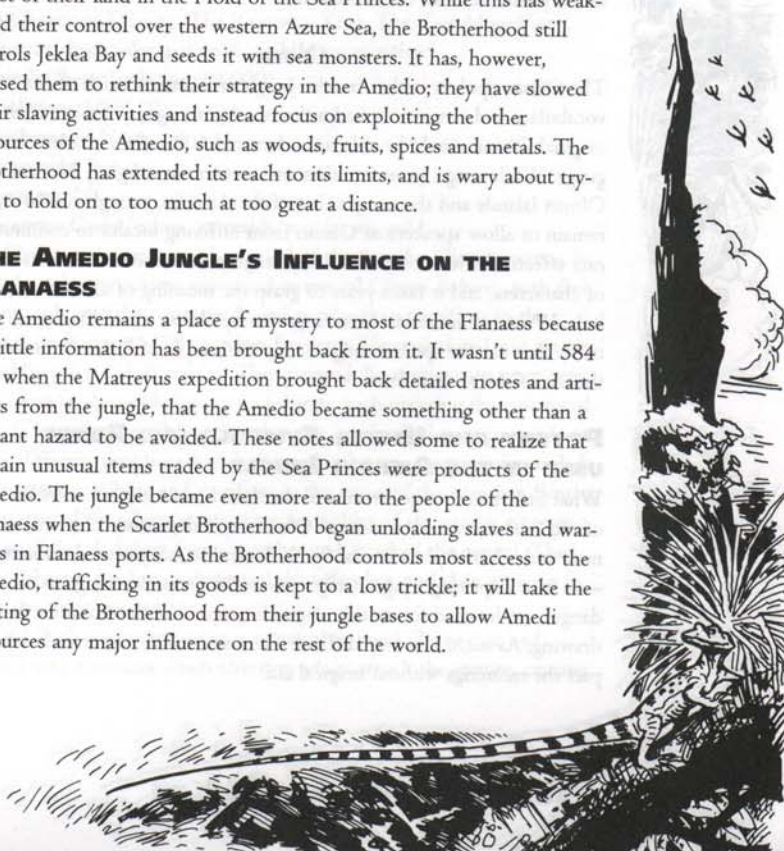 of their land in the Hold of the Sea Princes. While this has weak-
d their control over the western Azure Sea, the Brotherhood still
rols Jeklea Bay and seeds it with sea monsters. It has, however,
sed them to rethink their strategy in the Amedio; they have slowed
ir slaving activities and instead focus on exploiting the other
ources of the Amedio, such as woods, fruits, spices and metals. The
otherhood has extended its reach to its limits, and is wary about try-
to hold on to too much at too great a distance.
HE AMEDIO JUNGLE'S INFLUENCE ON THE
LANAESS
e Amedio remains a place of mystery to most of the Flanaess because
ittle information has been brought back from it. It wasn't until 584
when the Matreyus expedition brought back detailed notes and arti-
ts from the jungle, that the Amedio became something other than a
ant hazard to be avoided. These notes allowed some to realize that
tain unusual items traded by the Sea Princes were products of the
edio. The jungle became even more real to the people of the
naess when the Scarlet Brotherhood began unloading slaves and war-
s in Flanaess ports. As the Brotherhood controls most access to the
edio, trafficking in its goods is kept to a low trickle; it will take the
ting of the Brotherhood from their jungle bases to allow Amedi
ources any major influence on the rest of the world.